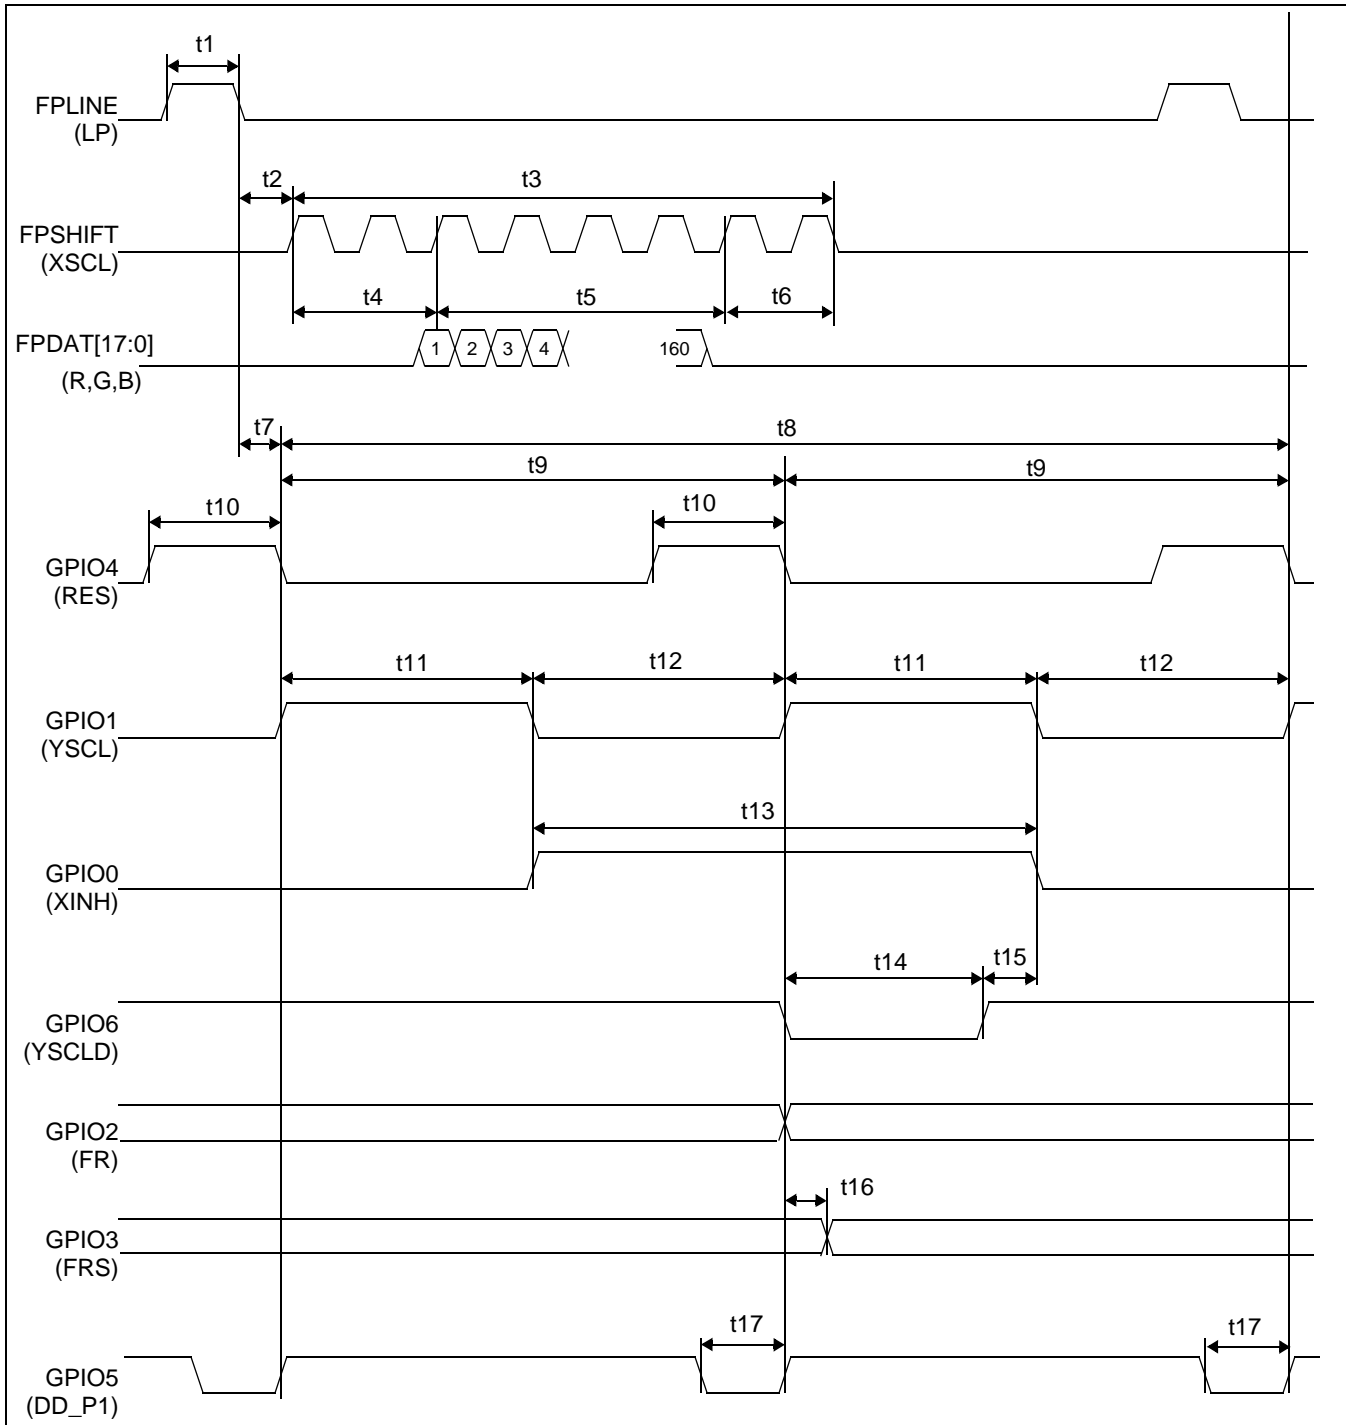 t1
FPLINE
(LP)
t2
t3
FPSHIFT
(XSCL)
t4
t5
t6
FPDAT[17:0]
1
2
3
4
160
(R,G,B)
t7
t8
t9
t9
t10
t10
GPIO4
(RES)
t11
t12
t11
t12
GPIO1
(YSCL)
t13
GPIO0
(XINH)
t14
t15
GPIO6
(YSCLD)
GPIO2
(FR)
t16
GPIO3
(FRS)
t17
t17
GPIO5
(DD_P1)